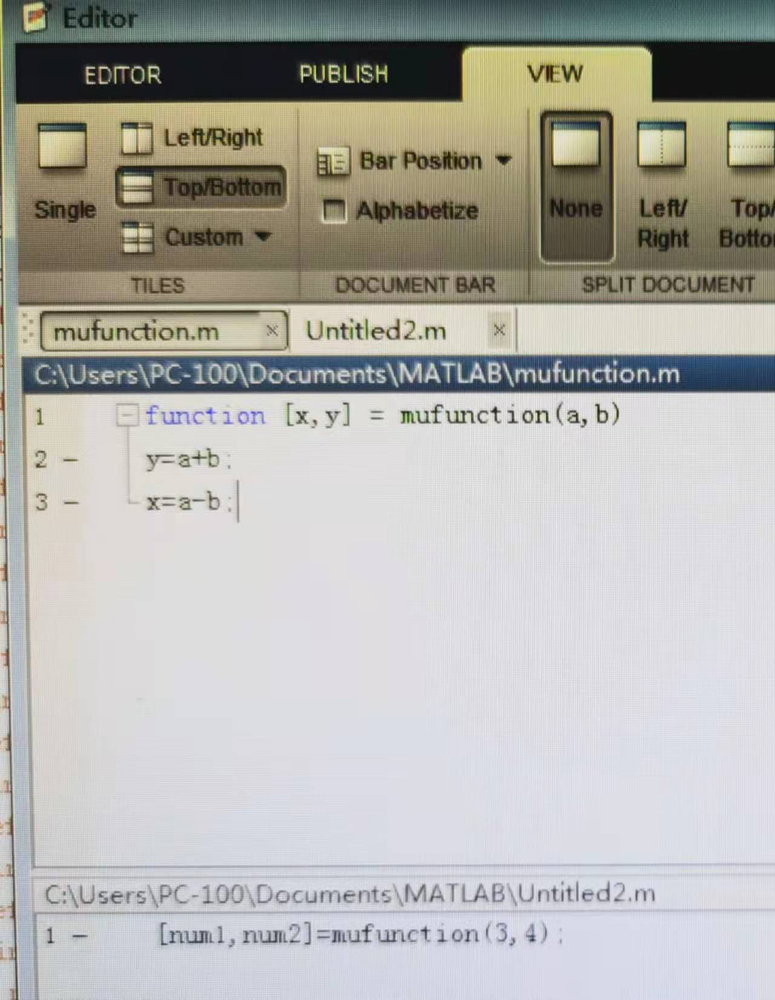 Editor
EDITOR PUBLISH VIEW
Single
Left/Right
Top/Bottom
Custom
TILES
Bar Position
Alphabetize
DOCUMENT BAR
None
Left/
Right
Top/
SPLIT DOCUMENT
mufunction.m × Untitled2.m ×
C:\Users\PC-100\Documents\MATLAB\mufunction.m
1 function [x,y] = mufunction(a,b)
2 – y=a+b;
3 – x=a-b;
C:\Users\PC-100\Documents\MATLAB\Untitled2.m
1 – [num1,num2]=mufunction(3,4);